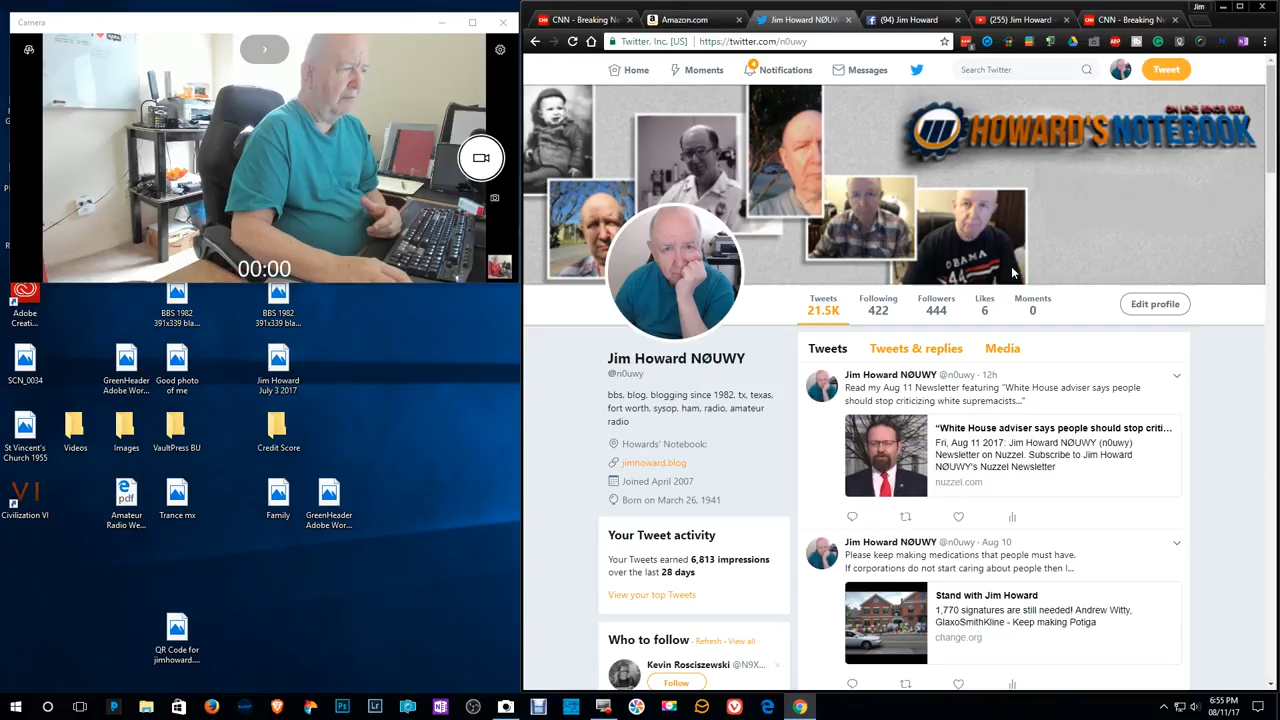 Camera
00:00
Adobe
Creati...
BBS 1982
391x339 bla...
BBS 1982
391x339 bla...
SCN_0034
GreenHeader
Adobe Wor...
Good photo
of me
Jim Howard
July 3 2017
St Vincent's
Church 1955
Videos
Images
VaultPress BU
Credit Score
Civilization VI
Amateur
Radio We...
Trance mx
Family
GreenHeader
Adobe Wor...
QR Code for
jimhoward....
Jim
CNN - Breaking Ne
Amazon.com
Jim Howard NØUW
(94) Jim Howard
(255) Jim Howard -
CNN - Breaking Ne
Twitter, Inc. [US]
https://twitter.com/n0uwy
Home
Moments
4
Notifications
Messages
Search Twitter
Tweet
HOWARD'S NOTEBOOK
OBAMA
44
Tweets
21.5K
Following
422
Followers
444
Likes
6
Moments
0
Edit profile
Jim Howard NØUWY
@n0uwy
bbs, blog, blogging since 1982, tx, texas,
fort worth, sysop, ham, radio, amateur
radio
Howards' Notebook:
jimhoward.blog
Joined April 2007
Born on March 26, 1941
Your Tweet activity
Your Tweets earned 6,813 impressions
over the last 28 days
View your top Tweets
Who to follow · Refresh · View all
Kevin Rosciszewski @N9X...
Follow
Tweets
Tweets & replies
Media
Jim Howard NØUWY @n0uwy · 12h
Read my Aug 11 Newsletter featuring "White House adviser says people
should stop criticizing white supremacists..."
"White House adviser says people should stop criti...
Fri, Aug 11 2017: Jim Howard NØUWY (n0uwy)
Newsletter on Nuzzel. Subscribe to Jim Howard
NØUWY's Nuzzel Newsletter
nuzzel.com
Jim Howard NØUWY @n0uwy · Aug 10
Please keep making medications that people must have.
If corporations do not start caring about people then I...
Stand with Jim Howard
1,770 signatures are still needed! Andrew Witty,
GlaxoSmithKline - Keep making Potiga
change.org
6:55 PM
08/11/17